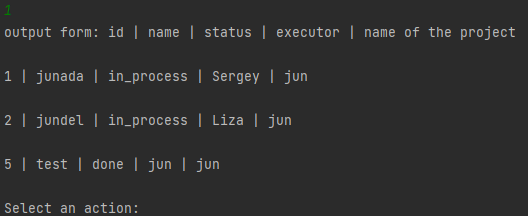 1
output form: id | name | status | executor | name of the project
1 | junada | in_process | Sergey | jun
2 | jundel | in_process | Liza | jun
5 | test | done | jun | jun
Select an action: